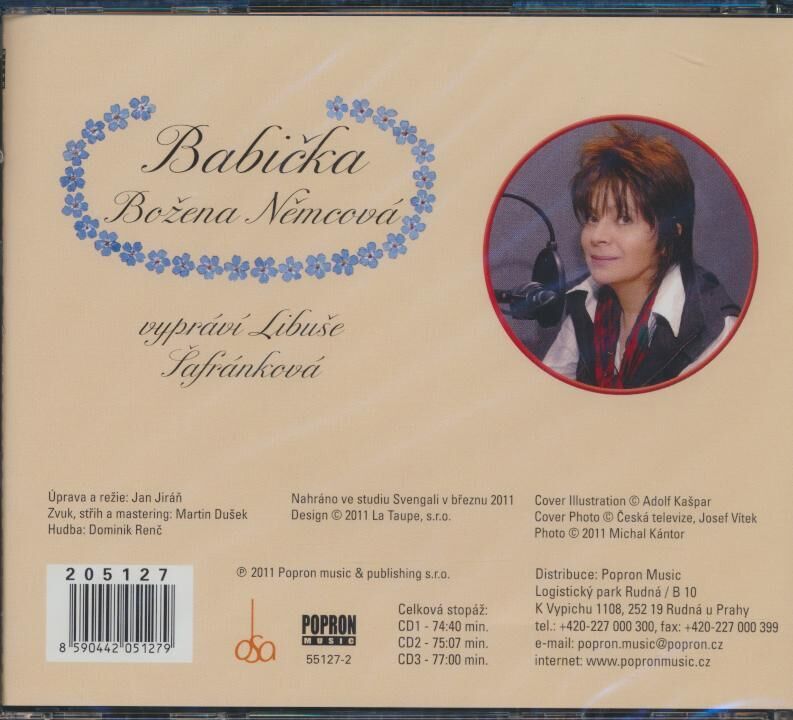 Babička
Božena Němcová
vypráví Libuše
Šafránková
Úprava a režie: Jan Jiráň
Zvuk, střih a mastering: Martin Dušek
Hudba: Dominik Renč
Nahráno ve studiu Svengali v březnu 2011
Design © 2011 La Taupe, s.r.o.
Cover Illustration © Adolf Kašpar
Cover Photo © Česká televize, Josef Vítek
Photo © 2011 Michal Kántor
205127
8 590442 051279
℗ 2011 Popron music & publishing s.r.o.
osa
POPRON
MUSIC
55127-2
Celková stopáž:
CD1 - 74:40 min.
CD2 - 75:07 min.
CD3 - 77:00 min.
Distribuce: Popron Music
Logistický park Rudná / B 10
K Vypichu 1108, 252 19 Rudná u Prahy
tel.: +420-227 000 300, fax: +420-227 000 399
e-mail: popron.music@popron.cz
internet: www.popronmusic.cz